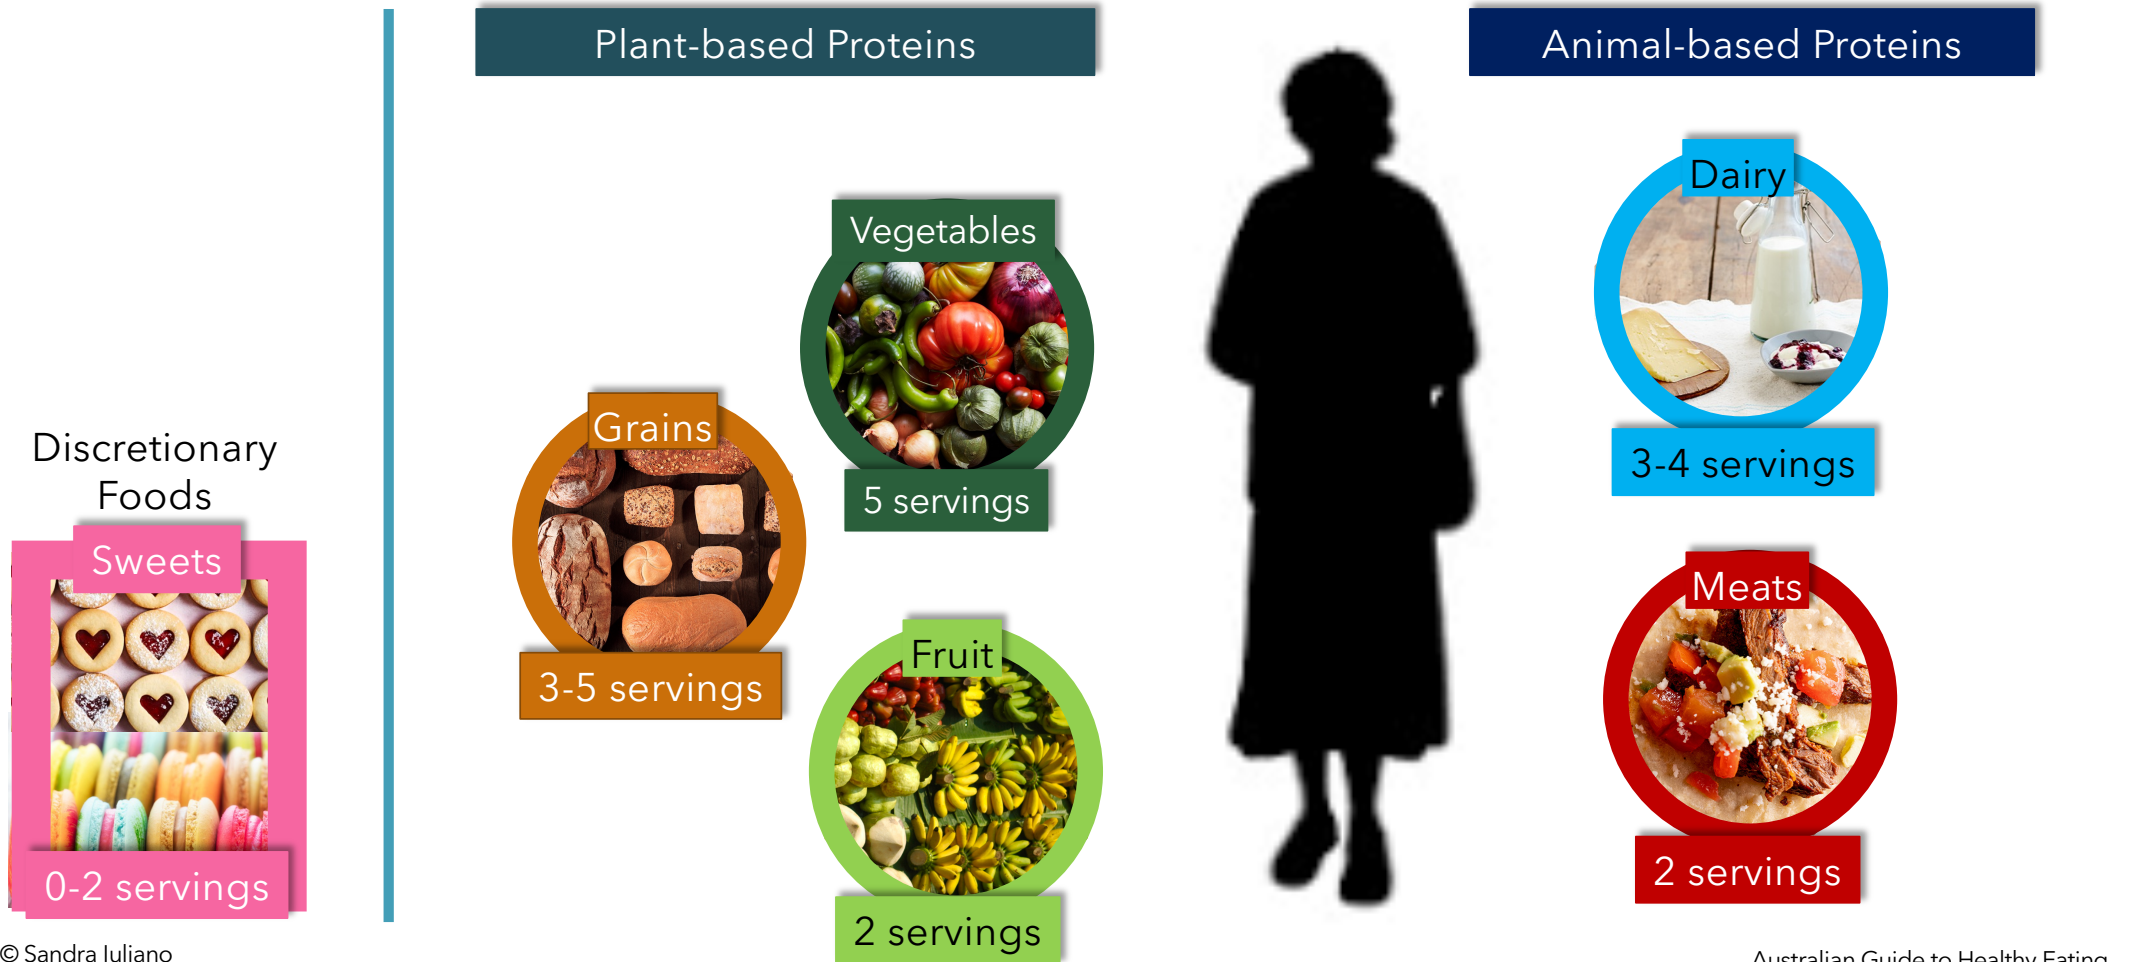 Plant-based Proteins
Animal-based Proteins
Dairy
Vegetables
3-4 servings
Grains
5 servings
Discretionary
Foods
Sweets
Meats
Fruit
3-5 servings
0-2 servings
2 servings
2 servings
© Sandra Iuliano
Australian Guide to Healthy Eating